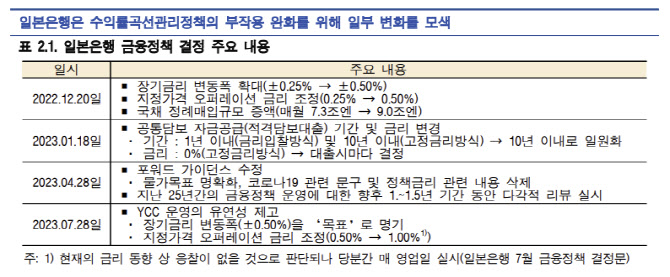 일본은행은 수익률곡선관리정책의 부작용 완화를 위해 일부 변화를 모색
표 2.1. 일본은행 금융정책 결정 주요 내용
일시 주요 내용
2022.12.20일
■ 장기금리 변동폭 확대(±0.25% → ±0.50%)
■ 지정가격 오퍼레이션 금리 조정(0.25% → 0.50%)
■ 국채 정례매입규모 증액(매월 7.3조엔 → 9.0조엔)
2023.01.18일
■ 공통담보 자금공급(적격담보대출) 기간 및 금리 변경
· 기간 : 1년 이내(금리입찰방식) 및 10년 이내(고정금리방식) → 10년 이내로 일원화
· 금리 : 0%(고정금리방식) → 대출시마다 결정
2023.04.28일
■ 포워드 가이던스 수정
· 물가목표 명확화, 코로나19 관련 문구 및 정책금리 관련 내용 삭제
■ 지난 25년간의 금융정책 운영에 대한 향후 1.~1.5년 기간 동안 다각적 리뷰 실시
2023.07.28일
■ YCC 운영의 유연성 제고
· 장기금리 변동폭(±0.50%)을 ‘목표’로 명기
· 지정가격 오퍼레이션 금리 조정(0.50% → 1.00%¹⁾)
주: 1) 현재의 금리 동향 상 응찰이 없을 것으로 판단되나 당분간 매 영업일 실시(일본은행 7월 금융정책 결정문)